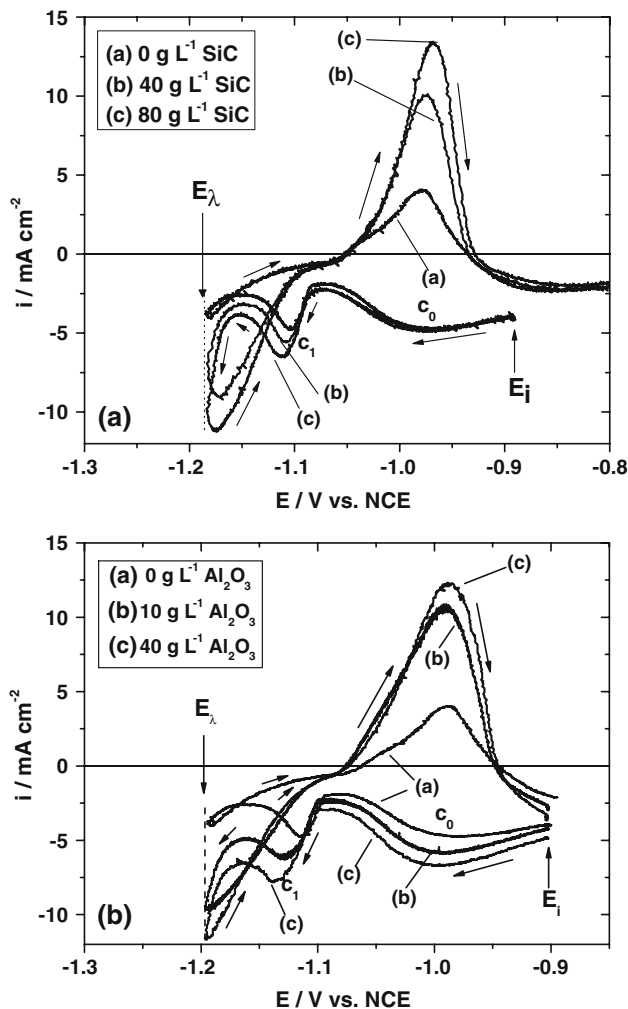 15
10
5
0
-5
-10
i / mA cm⁻²
(a) 0 g L⁻¹ SiC
(b) 40 g L⁻¹ SiC
(c) 80 g L⁻¹ SiC
(c)
(b)
(a)
Eλ
c₀
c₁
(b)
(c)
Ei
(a)
-1.3 -1.2 -1.1 -1.0 -0.9 -0.8
E / V vs. NCE
15
10
5
0
-5
-10
i / mA cm⁻²
(a) 0 g L⁻¹ Al₂O₃
(b) 10 g L⁻¹ Al₂O₃
(c) 40 g L⁻¹ Al₂O₃
(c)
(b)
(a)
Eλ
c₀
c₁
(c)
(c)
(b)
Ei
(b)
-1.3 -1.2 -1.1 -1.0 -0.9
E / V vs. NCE